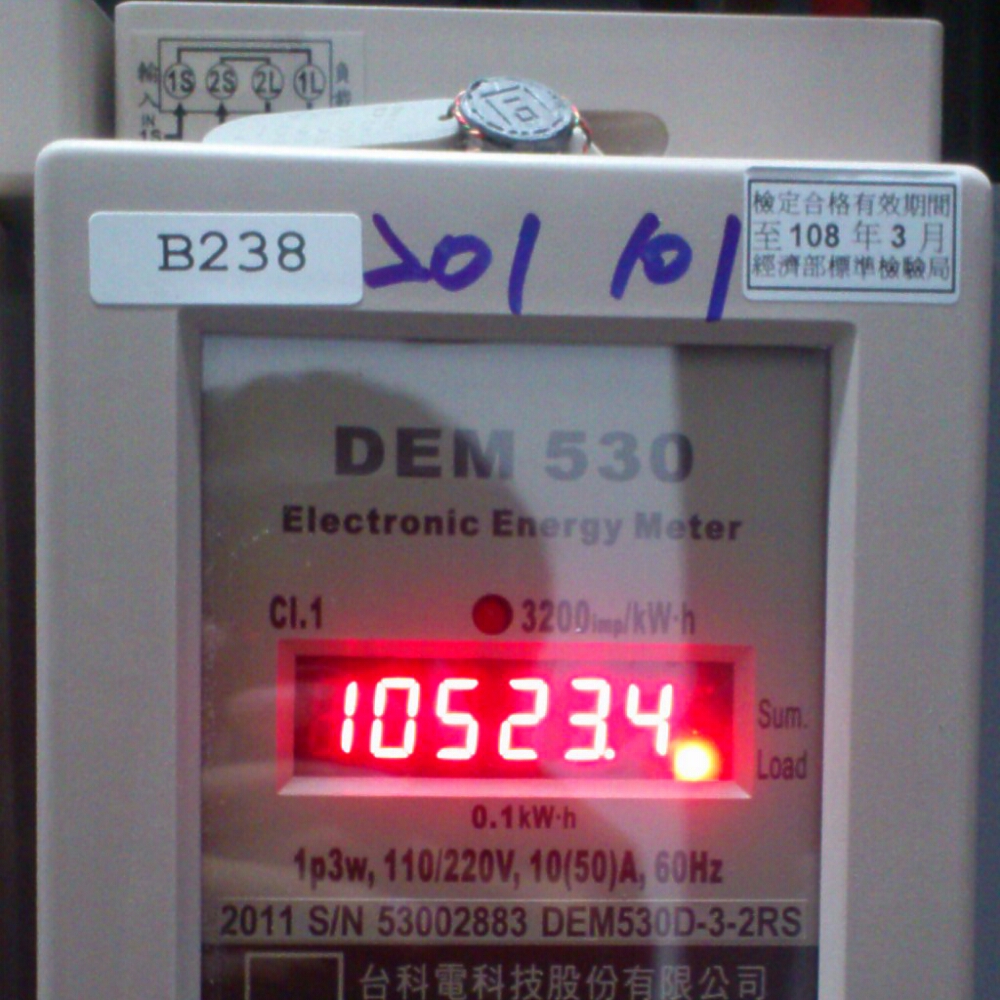 輸入 1S 2S 2L 1L 負
IN
1S
B238
201 101
檢定合格有效期間
至 108 年 3 月
經濟部標準檢驗局
DEM 530
Electronic Energy Meter
Cl.1 3200imp/kW·h
10523.4
Sum.
Load
0.1kW·h
1p3w, 110/220V, 10(50)A, 60Hz
2011 S/N 53002883 DEM530D-3-2RS
台科電科技股份有限公司